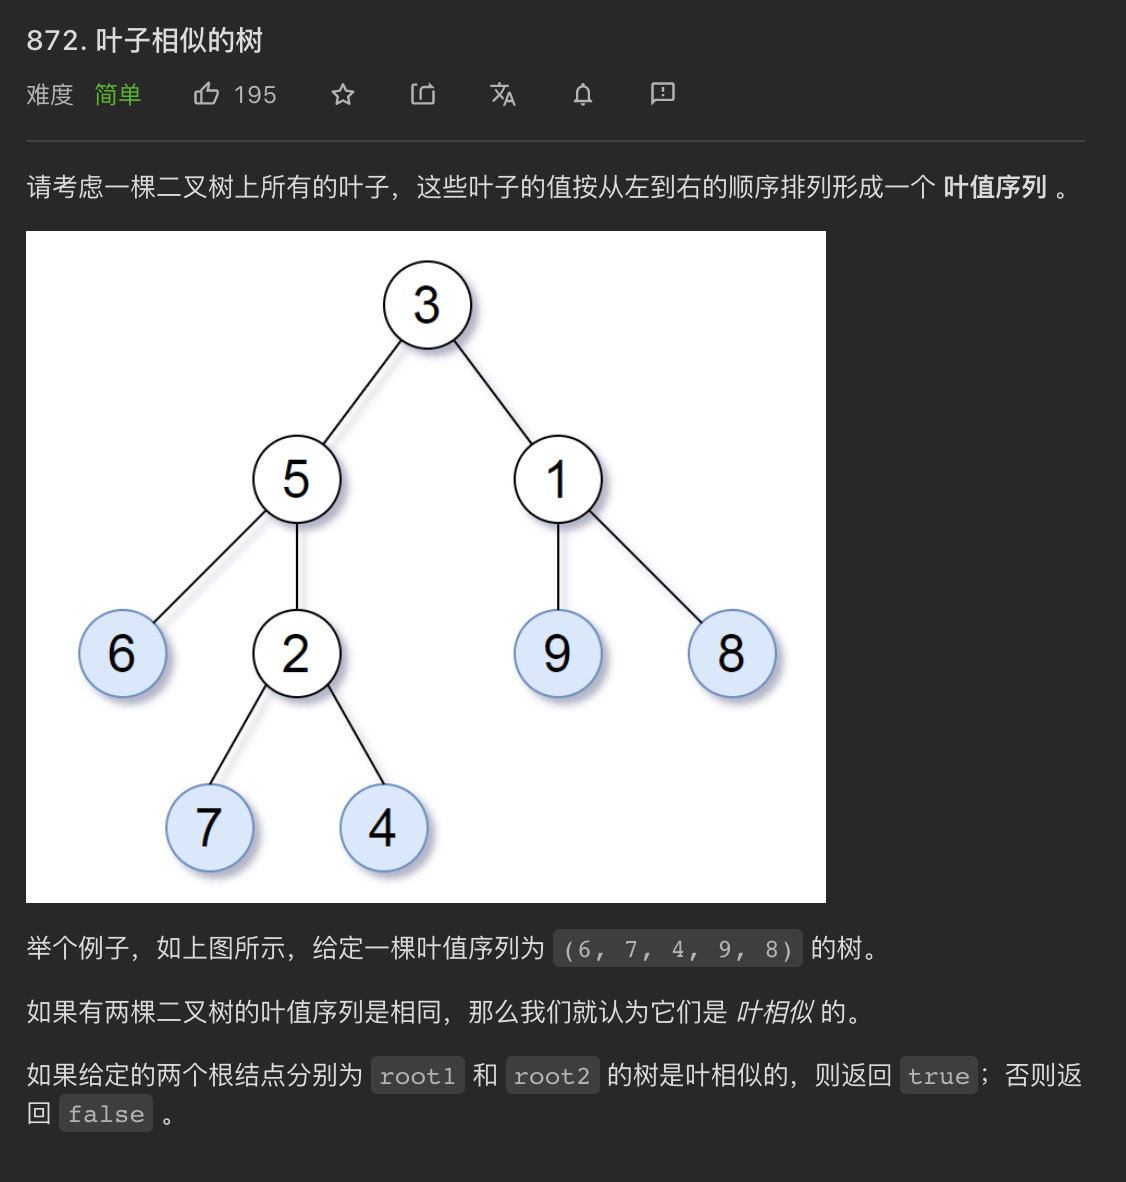 872. 叶子相似的树
难度 简单 195
请考虑一棵二叉树上所有的叶子，这些叶子的值按从左到右的顺序排列形成一个 叶值序列 。
3
5 1
6 2 9 8
7 4
举个例子，如上图所示，给定一棵叶值序列为 (6, 7, 4, 9, 8) 的树。
如果有两棵二叉树的叶值序列是相同，那么我们就认为它们是 叶相似 的。
如果给定的两个根结点分别为 root1 和 root2 的树是叶相似的，则返回 true；否则返
回 false 。